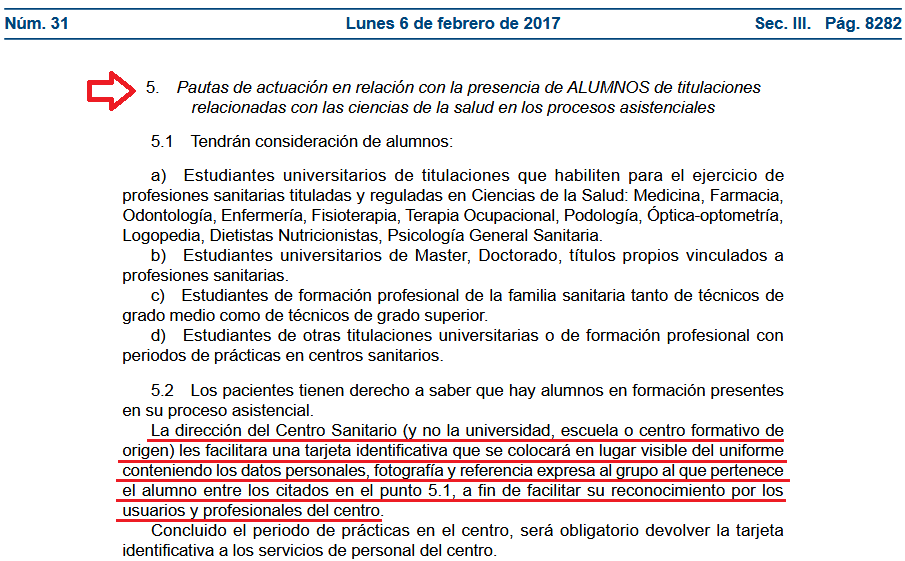 Núm. 31 Lunes 6 de febrero de 2017 Sec. III. Pág. 8282
5. Pautas de actuación en relación con la presencia de ALUMNOS de titulaciones
relacionadas con las ciencias de la salud en los procesos asistenciales
5.1 Tendrán consideración de alumnos:
a) Estudiantes universitarios de titulaciones que habiliten para el ejercicio de
profesiones sanitarias tituladas y reguladas en Ciencias de la Salud: Medicina, Farmacia,
Odontología, Enfermería, Fisioterapia, Terapia Ocupacional, Podología, Óptica-optometría,
Logopedia, Dietistas Nutricionistas, Psicología General Sanitaria.
b) Estudiantes universitarios de Master, Doctorado, títulos propios vinculados a
profesiones sanitarias.
c) Estudiantes de formación profesional de la familia sanitaria tanto de técnicos de
grado medio como de técnicos de grado superior.
d) Estudiantes de otras titulaciones universitarias o de formación profesional con
periodos de prácticas en centros sanitarios.
5.2 Los pacientes tienen derecho a saber que hay alumnos en formación presentes
en su proceso asistencial.
La dirección del Centro Sanitario (y no la universidad, escuela o centro formativo de
origen) les facilitara una tarjeta identificativa que se colocará en lugar visible del uniforme
conteniendo los datos personales, fotografía y referencia expresa al grupo al que pertenece
el alumno entre los citados en el punto 5.1, a fin de facilitar su reconocimiento por los
usuarios y profesionales del centro.
Concluido el periodo de prácticas en el centro, será obligatorio devolver la tarjeta
identificativa a los servicios de personal del centro.